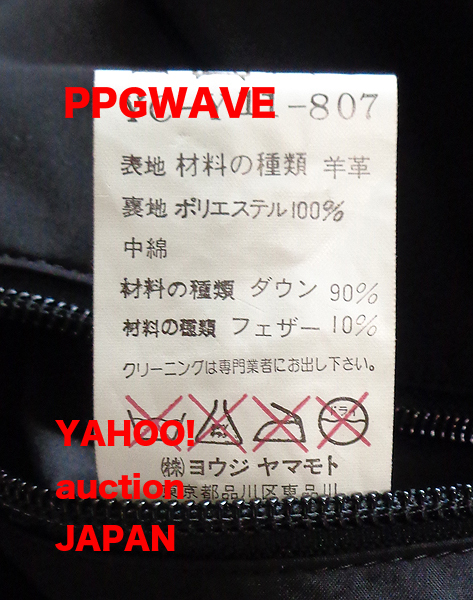 PPGWAVE
-807
表地 材料の種類 羊革
裏地 ポリエステル100%
中綿
材料の種類 ダウン 90%
材料の種類 フェザー 10%
クリーニングは専門業者にお出し下さい。
ドライ
YAHOO!
㈱ヨウジ ヤマモト
auction
東京都品川区東品川
JAPAN